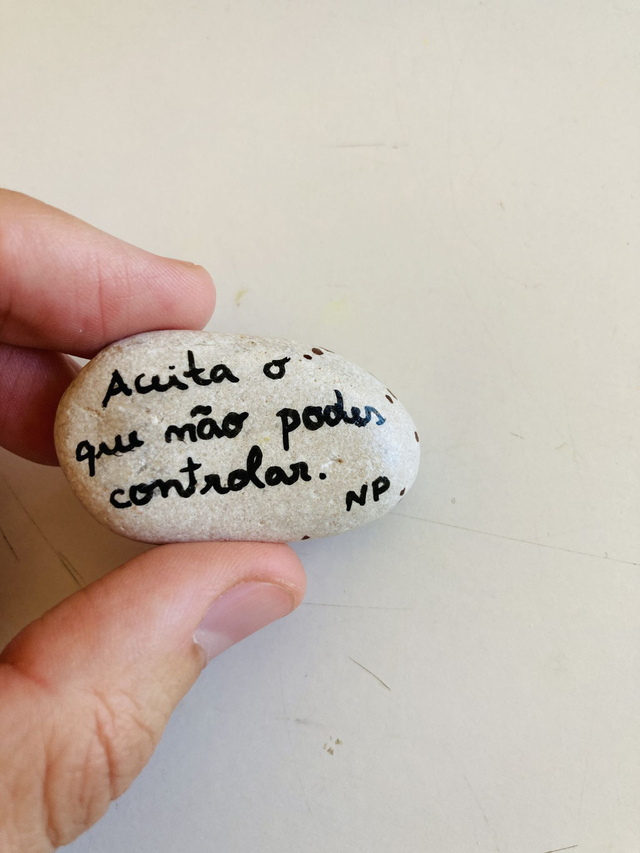 Aceita o
que não podes
controlar.
NP